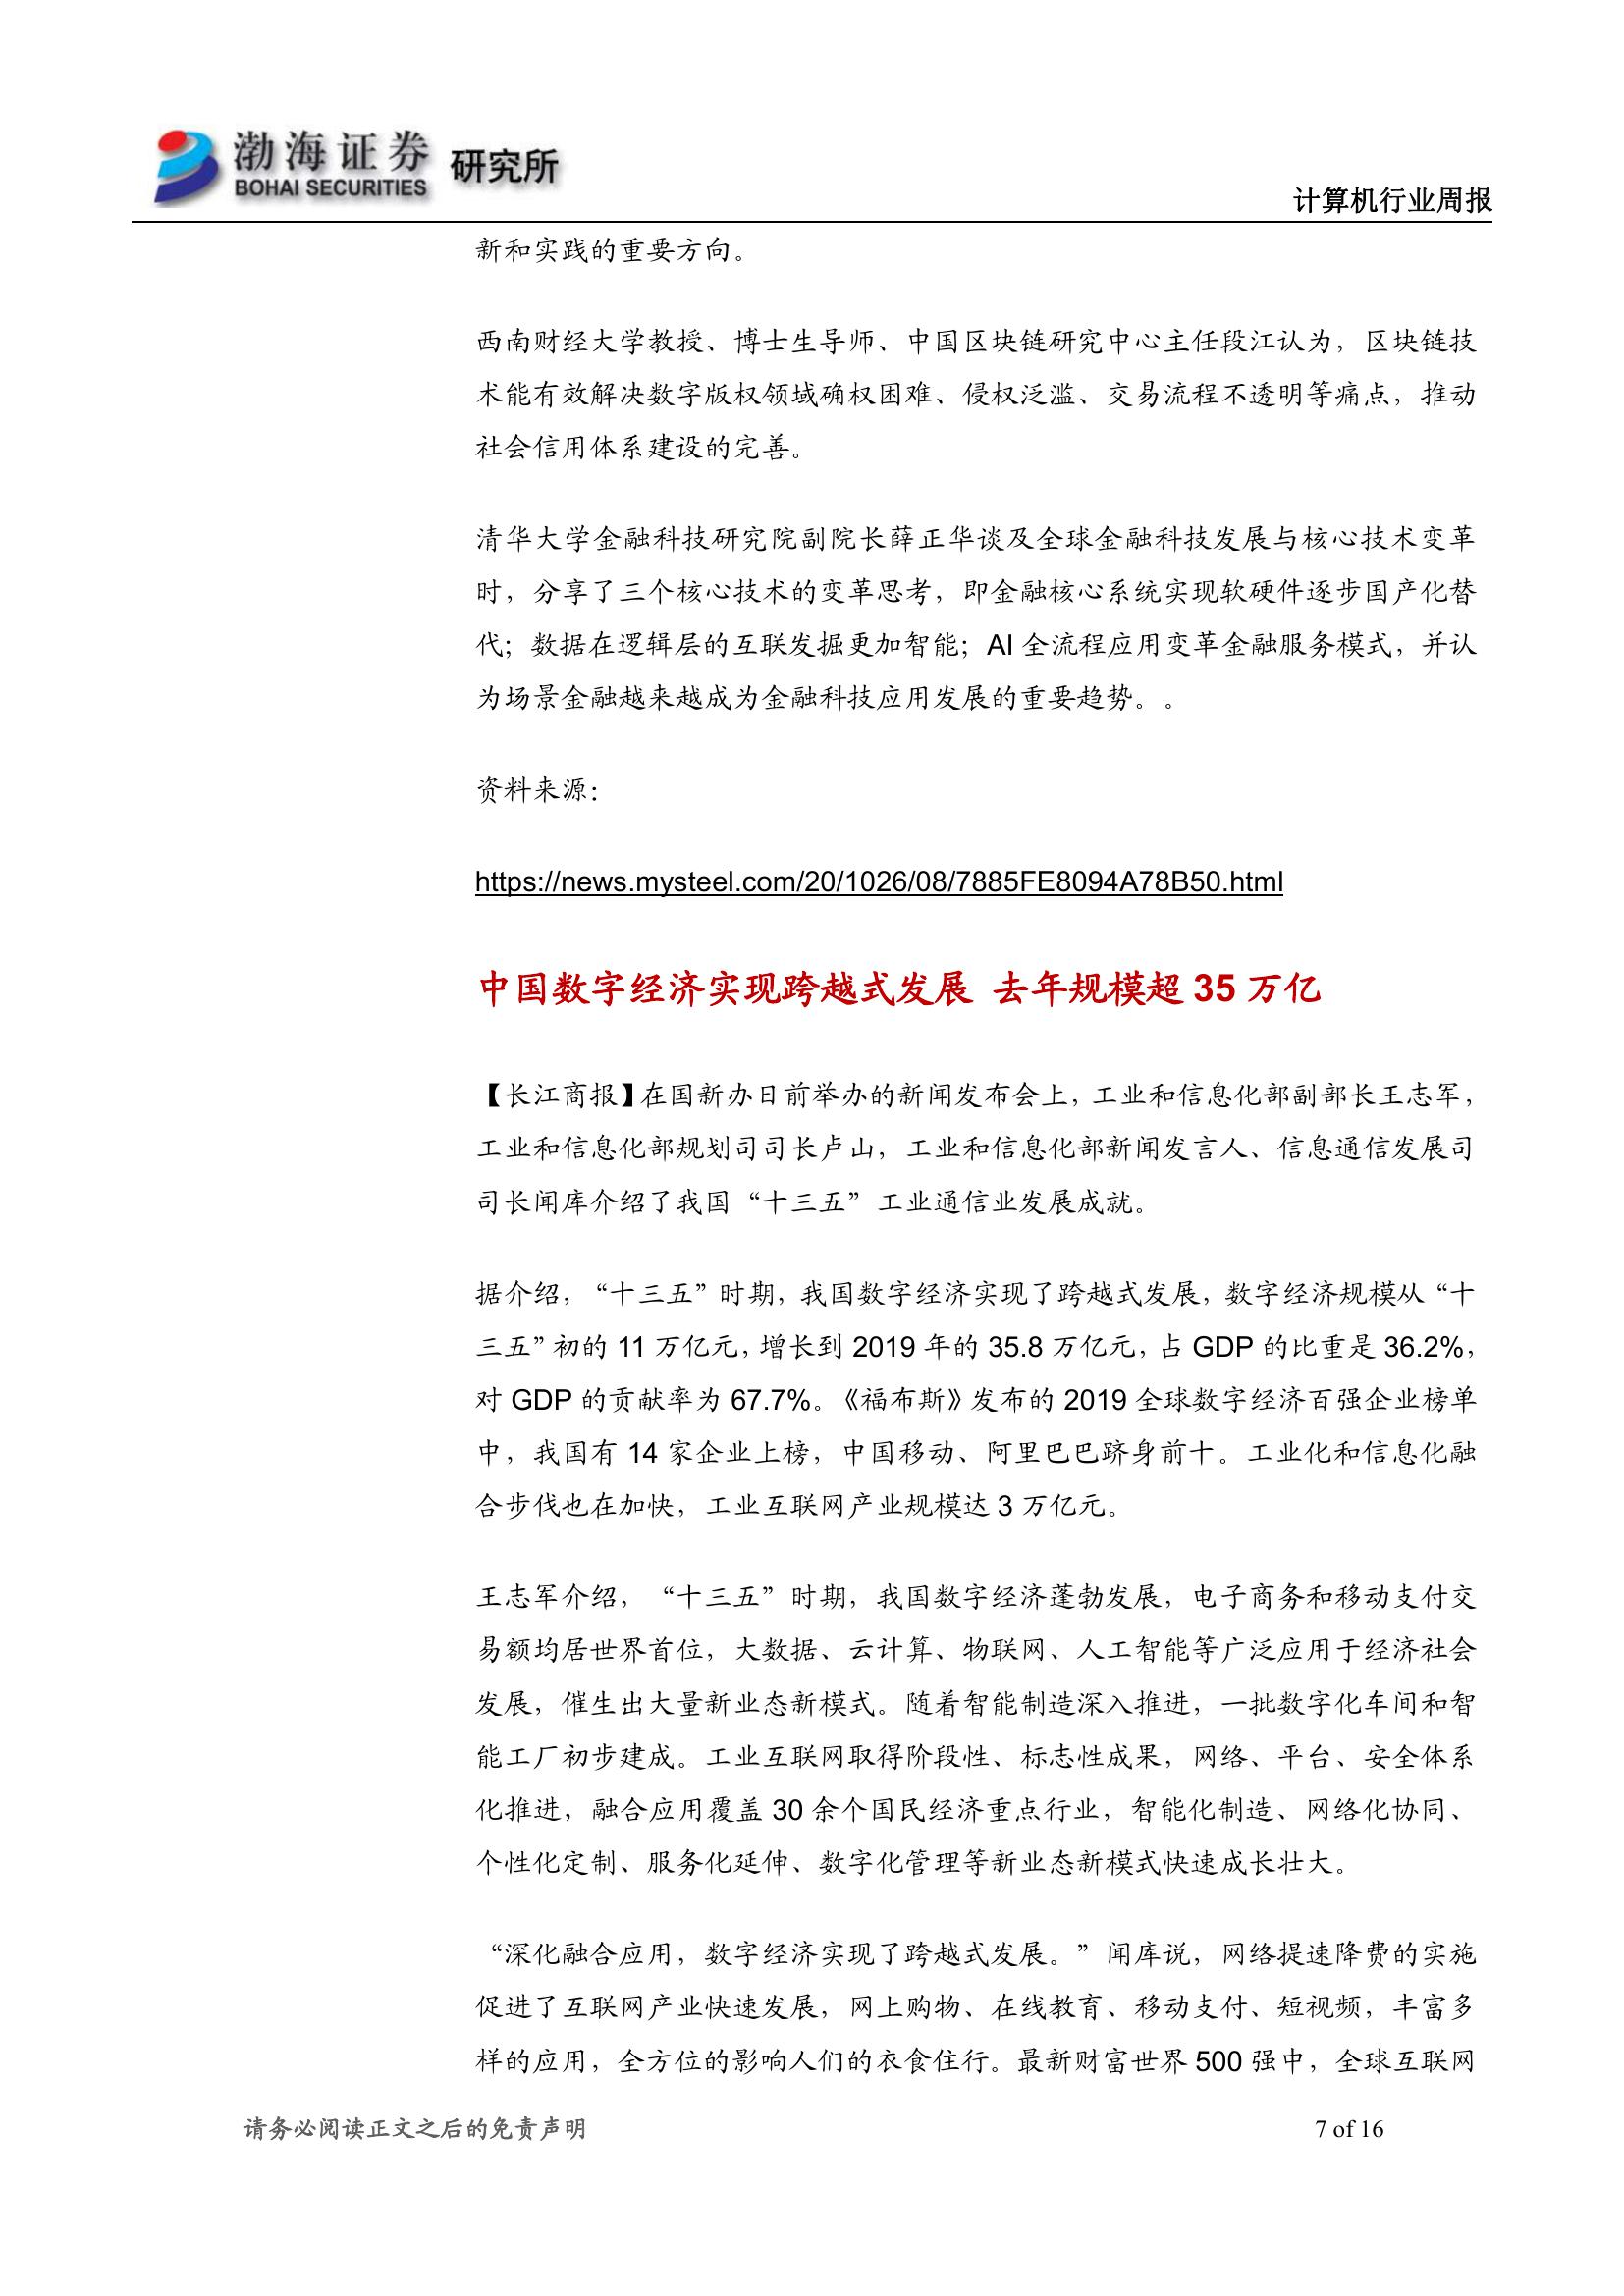 渤海证券 研究所
BOHAI SECURITIES
计算机行业周报
新和实践的重要方向。
西南财经大学教授、博士生导师、中国区块链研究中心主任段江认为，区块链技
术能有效解决数字版权领域确权困难、侵权泛滥、交易流程不透明等痛点，推动
社会信用体系建设的完善。
清华大学金融科技研究院副院长薛正华谈及全球金融科技发展与核心技术变革
时，分享了三个核心技术的变革思考，即金融核心系统实现软硬件逐步国产化替
代；数据在逻辑层的互联发掘更加智能；AI 全流程应用变革金融服务模式，并认
为场景金融越来越成为金融科技应用发展的重要趋势。。
资料来源：
https://news.mysteel.com/20/1026/08/7885FE8094A78B50.html
中国数字经济实现跨越式发展 去年规模超 35 万亿
【长江商报】在国新办日前举办的新闻发布会上，工业和信息化部副部长王志军，
工业和信息化部规划司司长卢山，工业和信息化部新闻发言人、信息通信发展司
司长闻库介绍了我国“十三五”工业通信业发展成就。
据介绍，“十三五”时期，我国数字经济实现了跨越式发展，数字经济规模从“十
三五”初的 11 万亿元，增长到 2019 年的 35.8 万亿元，占 GDP 的比重是 36.2%，
对 GDP 的贡献率为 67.7%。《福布斯》发布的 2019 全球数字经济百强企业榜单
中，我国有 14 家企业上榜，中国移动、阿里巴巴跻身前十。工业化和信息化融
合步伐也在加快，工业互联网产业规模达 3 万亿元。
王志军介绍，“十三五”时期，我国数字经济蓬勃发展，电子商务和移动支付交
易额均居世界首位，大数据、云计算、物联网、人工智能等广泛应用于经济社会
发展，催生出大量新业态新模式。随着智能制造深入推进，一批数字化车间和智
能工厂初步建成。工业互联网取得阶段性、标志性成果，网络、平台、安全体系
化推进，融合应用覆盖 30 余个国民经济重点行业，智能化制造、网络化协同、
个性化定制、服务化延伸、数字化管理等新业态新模式快速成长壮大。
“深化融合应用，数字经济实现了跨越式发展。”闻库说，网络提速降费的实施
促进了互联网产业快速发展，网上购物、在线教育、移动支付、短视频，丰富多
样的应用，全方位的影响人们的衣食住行。最新财富世界 500 强中，全球互联网
请务必阅读正文之后的免责声明
7 of 16